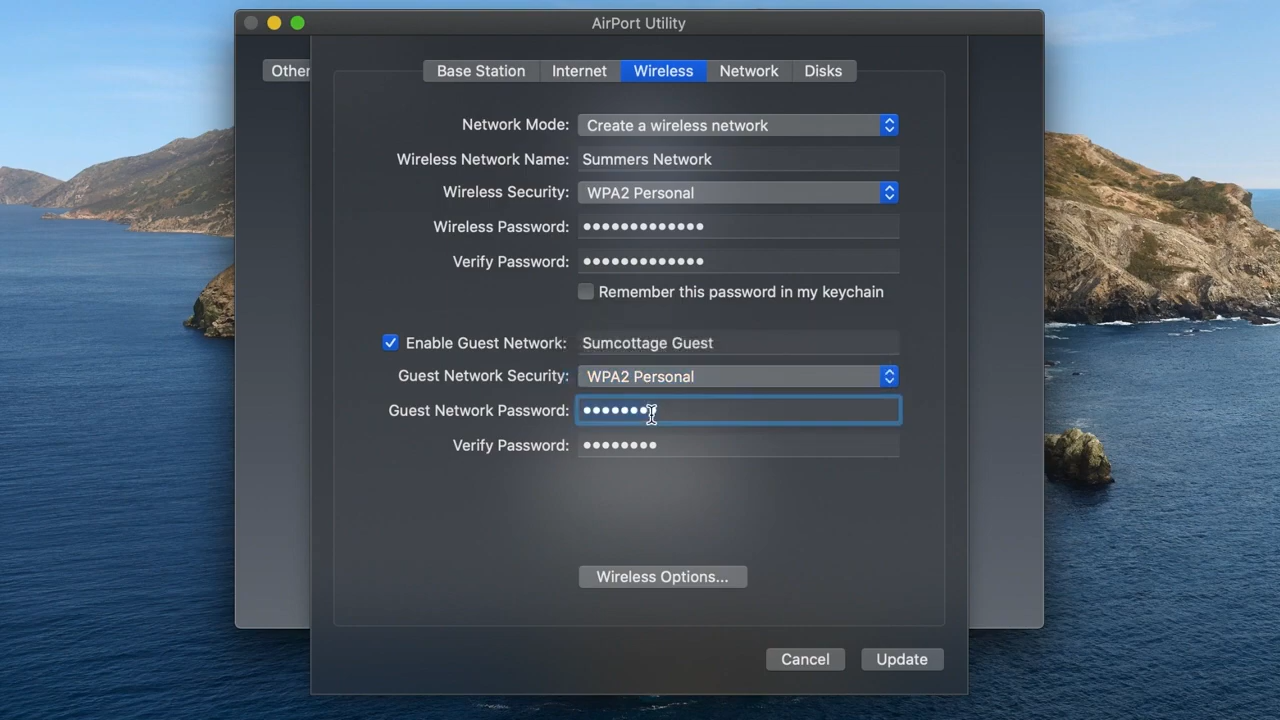 AirPort Utility
Other
Base Station Internet Wireless Network Disks
Network Mode: Create a wireless network
Wireless Network Name: Summers Network
Wireless Security: WPA2 Personal
Wireless Password: •••••••••••••
Verify Password: •••••••••••••
Remember this password in my keychain
Enable Guest Network: Sumcottage Guest
Guest Network Security: WPA2 Personal
Guest Network Password: ••••••••
Verify Password: ••••••••
Wireless Options...
Cancel Update